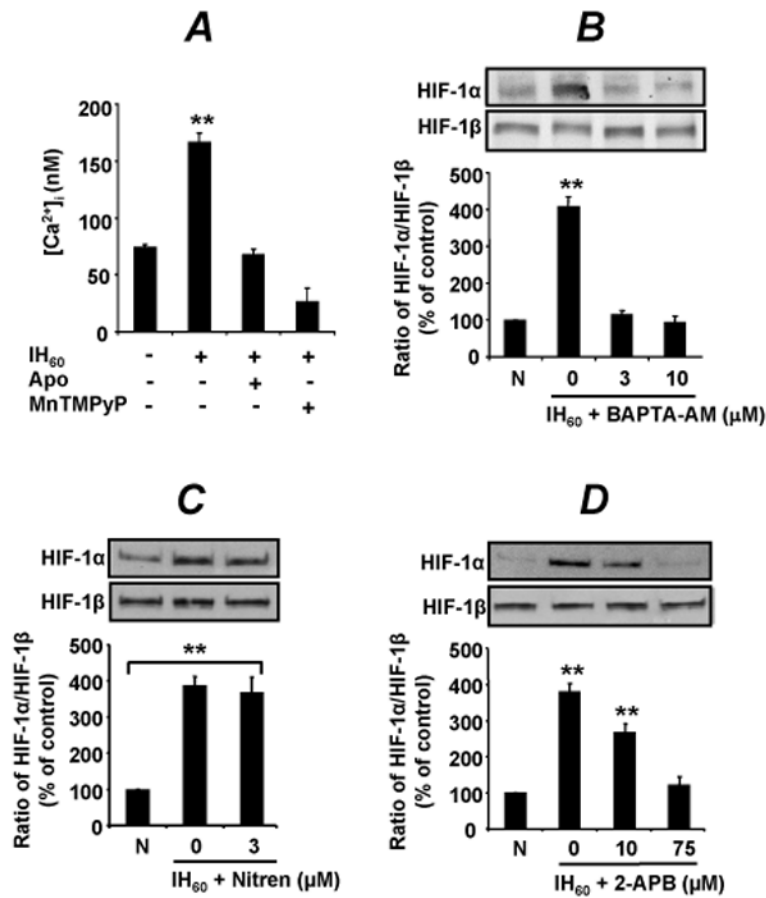 A
200
150
100
50
0
[Ca²⁺]ᵢ (nM)
**
IH₆₀ - + + +
Apo - - + -
MnTMPyP - - - +
B
HIF-1α
HIF-1β
500
400
300
200
100
0
Ratio of HIF-1α/HIF-1β
(% of control)
**
N 0 3 10
IH₆₀ + BAPTA-AM (μM)
C
HIF-1α
HIF-1β
500
400
300
200
100
0
Ratio of HIF-1α/HIF-1β
(% of control)
**
N 0 3
IH₆₀ + Nitren (μM)
D
HIF-1α
HIF-1β
500
400
300
200
100
0
Ratio of HIF-1α/HIF-1β
(% of control)
** **
N 0 10 75
IH₆₀ + 2-APB (μM)